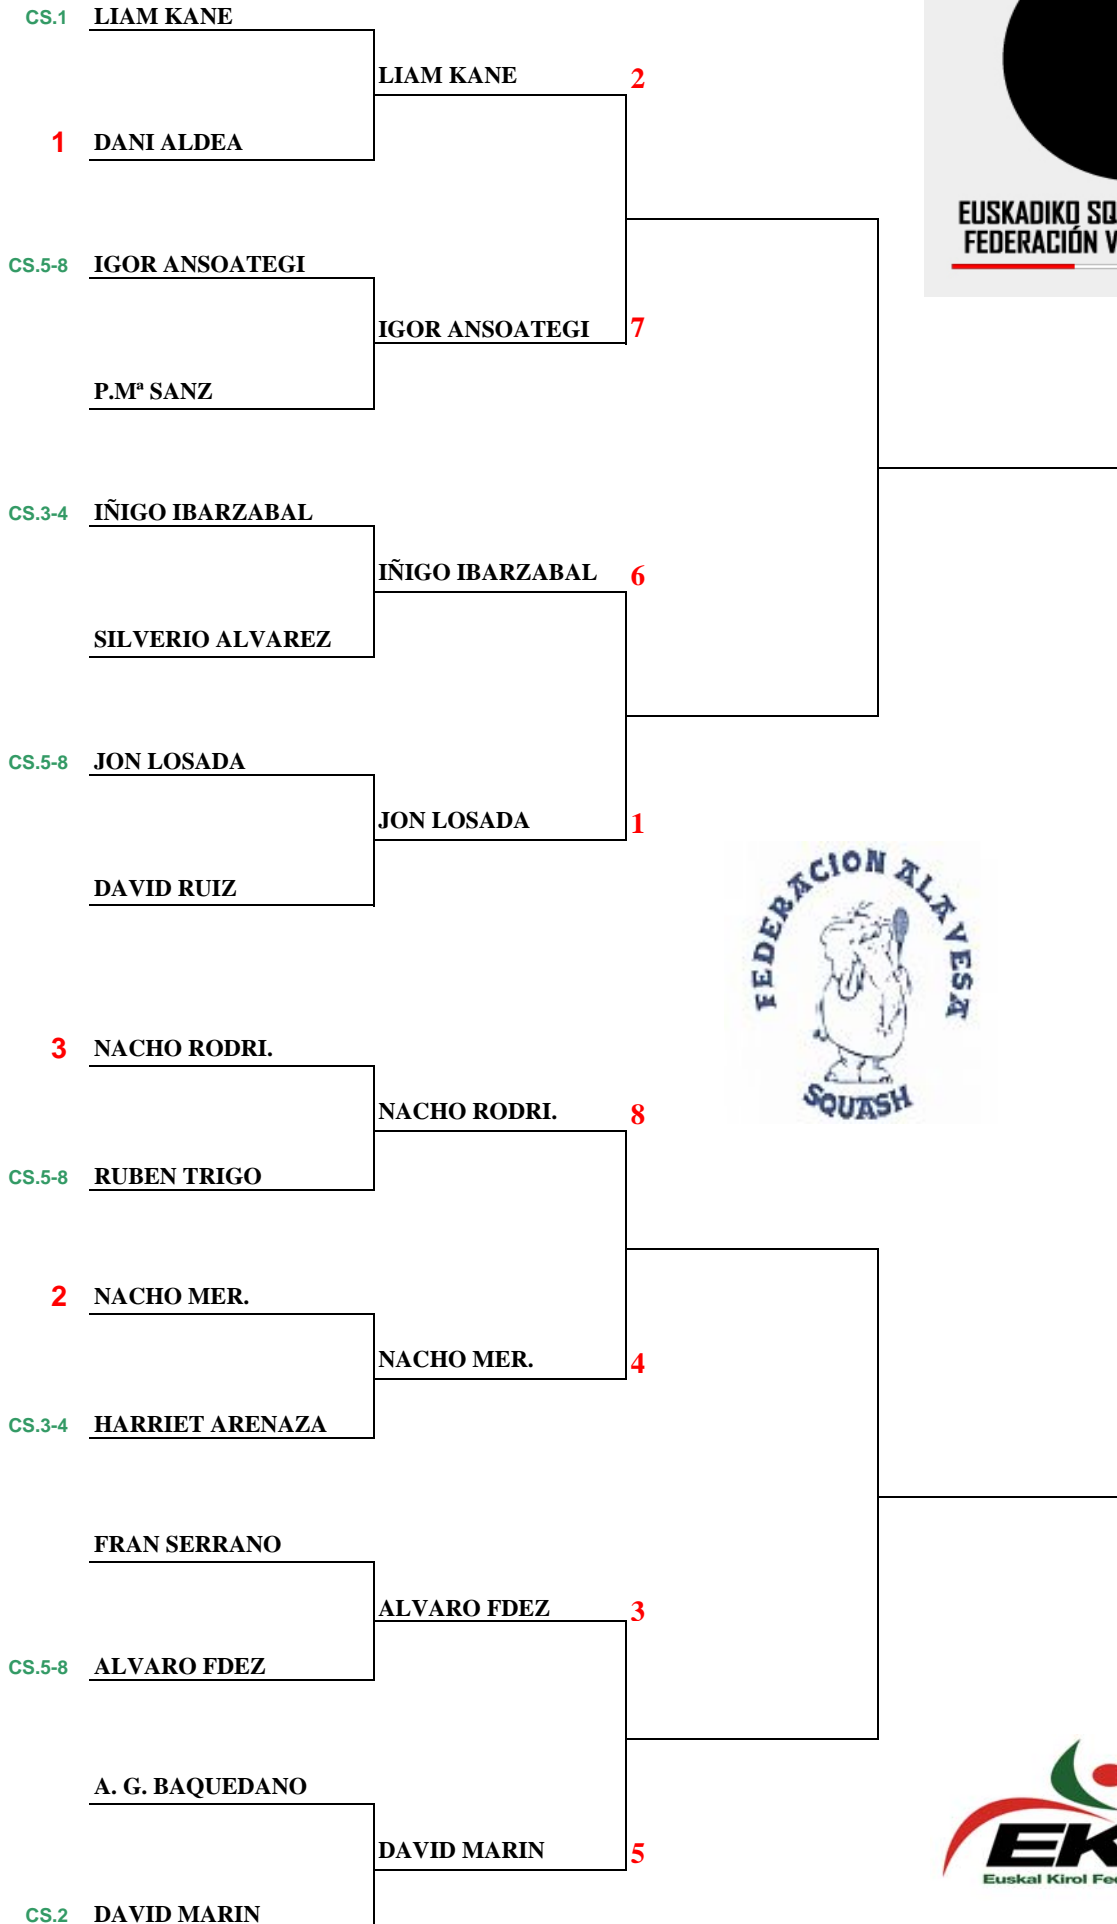 CS.1 LIAM KANE
LIAM KANE 2
1 DANI ALDEA
EUSKADIKO SQ
FEDERACIÓN V
CS.5-8 IGOR ANSOATEGI
IGOR ANSOATEGI 7
P.Mª SANZ
CS.3-4 IÑIGO IBARZABAL
IÑIGO IBARZABAL 6
SILVERIO ALVAREZ
CS.5-8 JON LOSADA
JON LOSADA 1
DAVID RUIZ
FEDERACION ALAVESA
SQUASH
3 NACHO RODRI.
NACHO RODRI. 8
CS.5-8 RUBEN TRIGO
2 NACHO MER.
NACHO MER. 4
CS.3-4 HARRIET ARENAZA
FRAN SERRANO
ALVARO FDEZ 3
CS.5-8 ALVARO FDEZ
A. G. BAQUEDANO
DAVID MARIN 5
EK
Euskal Kirol Fe
CS.2 DAVID MARIN